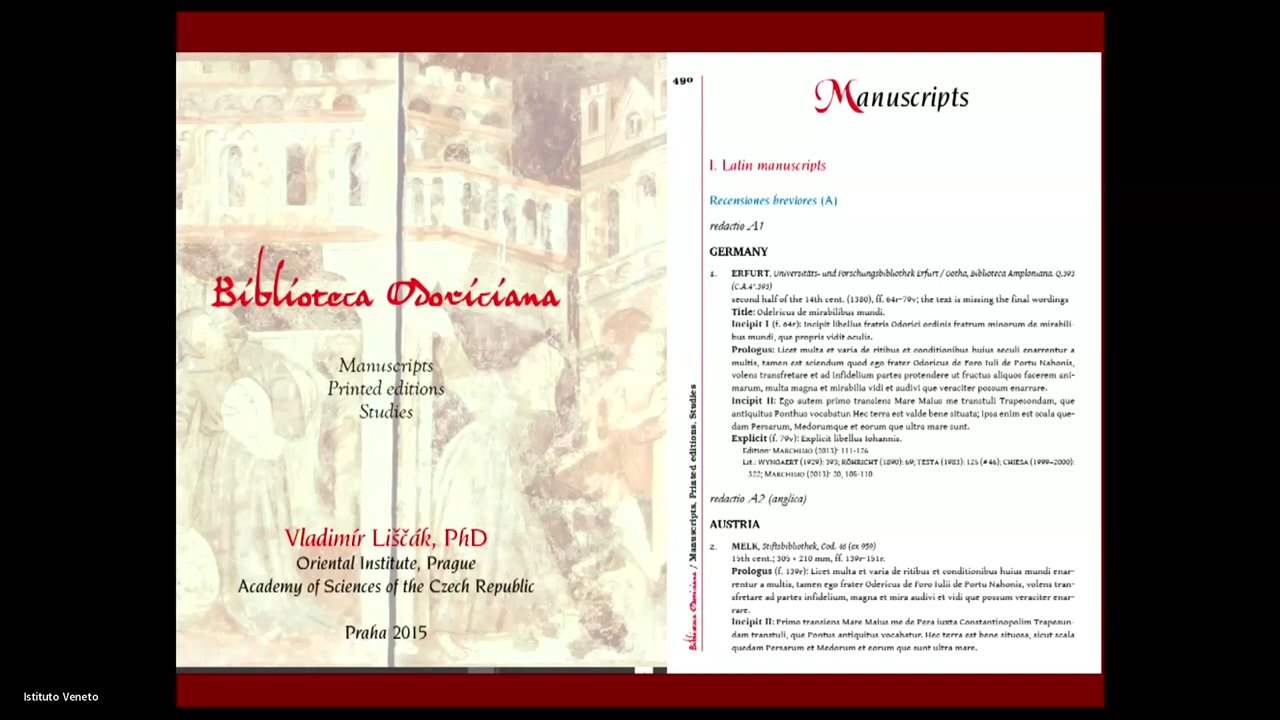 Biblioteca Odoriciana
Manuscripts
Printed editions
Studies
Vladimír Liščák, PhD
Oriental Institute, Prague
Academy of Sciences of the Czech Republic
Praha 2015
490
Biblioteca Odoriciana / Manuscripts, Printed editions, Studies
Manuscripts
I. Latin manuscripts
Recensiones breviores (A)
redactio A1
GERMANY
1. ERFURT, Universitäts- und Forschungsbibliothek Erfurt / Gotha, Biblioteca Amploniana. Q.393
(C.A.4°.393)
second half of the 14th cent. (1380), ff. 64r–79v; the text is missing the final wordings
Title: Odelricus de mirabilibus mundi.
Incipit I (f. 64r): Incipit libellus fratris Odorici ordinis fratrum minorum de mirabili-
bus mundi, que propris vidit oculis.
Prologus: Licet multa et varia de ritibus et conditionibus huius seculi enarrentur a
multis, tamen est sciendum quod ego frater Odoricus de Foro Iuli de Portu Nahonis,
volens transfretare et ad infidelium partes protendere ut fructus aliquos facerem ani-
marum, multa magna et mirabilia vidi et audivi que veraciter possum enarrare.
Incipit II: Ego autem primo transiens Mare Maius me transtuli Trapesondam, que
antiquitus Ponthus vocabatur. Hec terra est valde bene situata; ipsa enim est scala que-
dam Persarum, Medorumque et eorum que ultra mare sunt.
Explicit (f. 79v): Explicit libellus Iohannis.
Edition: MARCHISIO (2013): 111-126
Lit.: WYNGAERT (1929): 393; RÖHRICHT (1890): 69; TESTA (1983): 125 (#46); CHIESA (1999–2000):
322; MARCHISIO (2013): 20, 105-110
redactio A2 (anglica)
AUSTRIA
2. MELK, Stiftsbibliothek, Cod. 46 (ex 959)
15th cent.; 305 × 210 mm, ff. 139r–151r.
Prologus (f. 139r): Licet multa et varia de ritibus et conditionibus huius mundi enar-
rentur a multis, tamen ego frater Odericus de Foro Iulii de Portu Nahonis, volens tran-
sfretare ad partes infidelium, magna et mira audivi et vidi que possum veraciter enar-
rare.
Incipit II: Primo transiens Mare Maius me de Pera iuxta Constantinopolim Trapesun-
dam transtuli, que Pontus antiquitus vocabatur. Hec terra est bene situosa, sicut scala
quedam Persarum et Medorum et eorum que sunt ultra mare.
Istituto Veneto